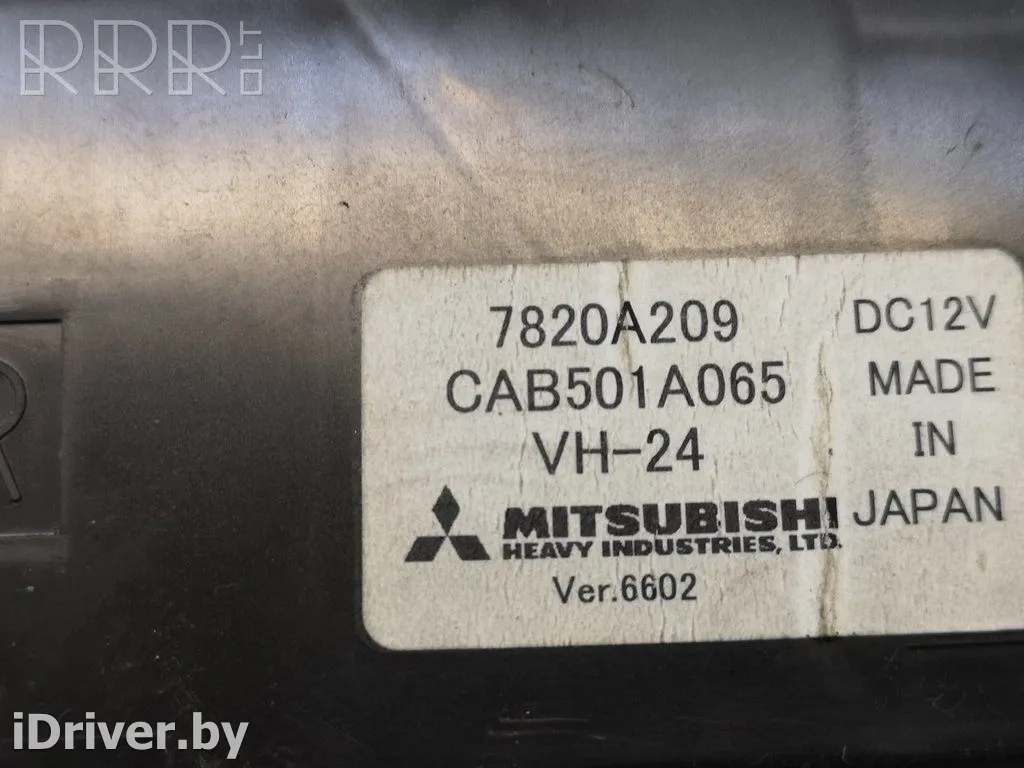 RRR.LT
7820A209
CAB501A065
VH-24
MITSUBISHI
HEAVY INDUSTRIES, LTD.
Ver.6602
DC12V
MADE
IN
JAPAN
R
iDriver.by